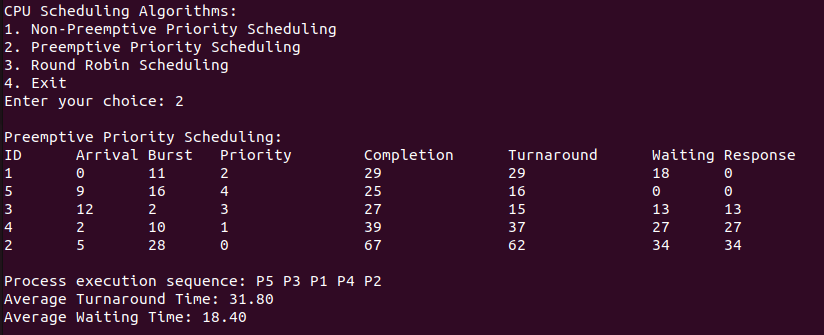 CPU Scheduling Algorithms:
1. Non-Preemptive Priority Scheduling
2. Preemptive Priority Scheduling
3. Round Robin Scheduling
4. Exit
Enter your choice: 2
Preemptive Priority Scheduling:
ID Arrival Burst Priority Completion Turnaround Waiting Response
1 0 11 2 29 29 18 0
5 9 16 4 25 16 0 0
3 12 2 3 27 15 13 13
4 2 10 1 39 37 27 27
2 5 28 0 67 62 34 34
Process execution sequence: P5 P3 P1 P4 P2
Average Turnaround Time: 31.80
Average Waiting Time: 18.40